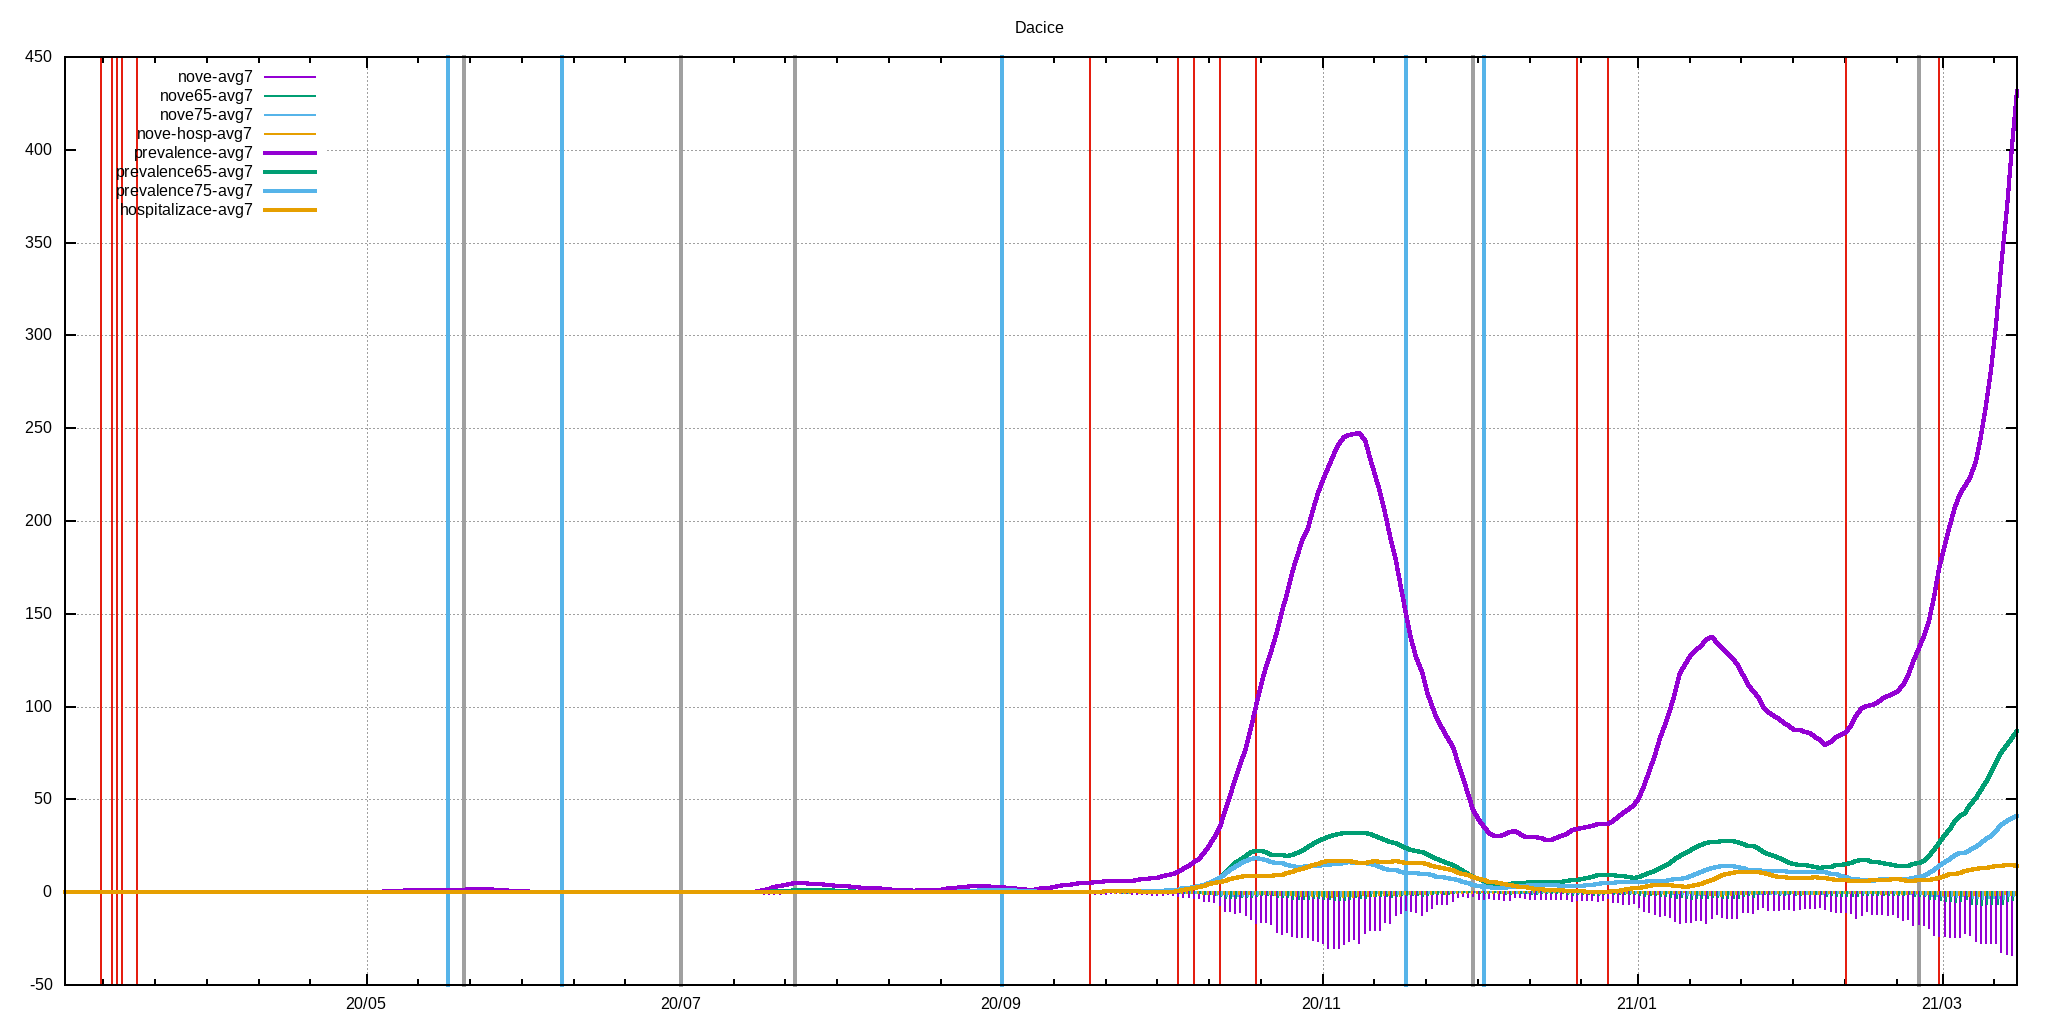 Dacice
450
400
350
300
250
200
150
100
50
0
-50
nove-avg7
nove65-avg7
nove75-avg7
nove-hosp-avg7
prevalence-avg7
prevalence65-avg7
prevalence75-avg7
hospitalizace-avg7
20/05 20/07 20/09 20/11 21/01 21/03